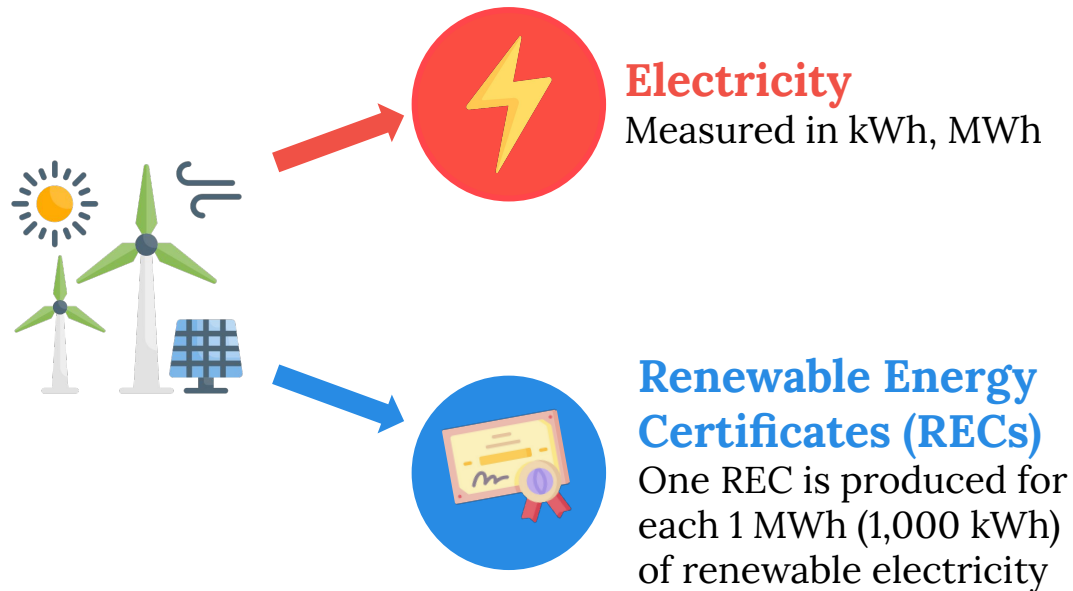 Electricity
Measured in kWh, MWh
Renewable Energy
Certificates (RECs)
One REC is produced for
each 1 MWh (1,000 kWh)
of renewable electricity